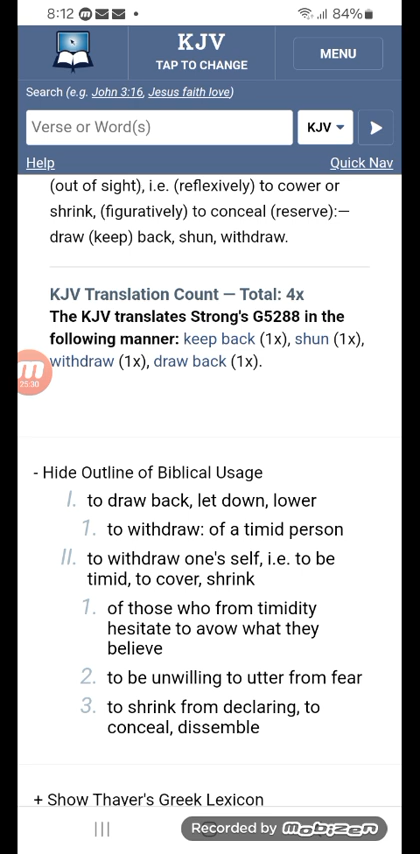 8:12 84%
KJV
TAP TO CHANGE
MENU
Search (e.g. John 3:16, Jesus faith love)
Verse or Word(s)
KJV
Help Quick Nav
(out of sight), i.e. (reflexively) to cower or
shrink, (figuratively) to conceal (reserve):—
draw (keep) back, shun, withdraw.
KJV Translation Count — Total: 4x
The KJV translates Strong's G5288 in the
following manner: keep back (1x), shun (1x),
withdraw (1x), draw back (1x).
25:30
- Hide Outline of Biblical Usage
I. to draw back, let down, lower
1. to withdraw: of a timid person
II. to withdraw one's self, i.e. to be
timid, to cover, shrink
1. of those who from timidity
hesitate to avow what they
believe
2. to be unwilling to utter from fear
3. to shrink from declaring, to
conceal, dissemble
+ Show Thayer's Greek Lexicon
Recorded by mobizen